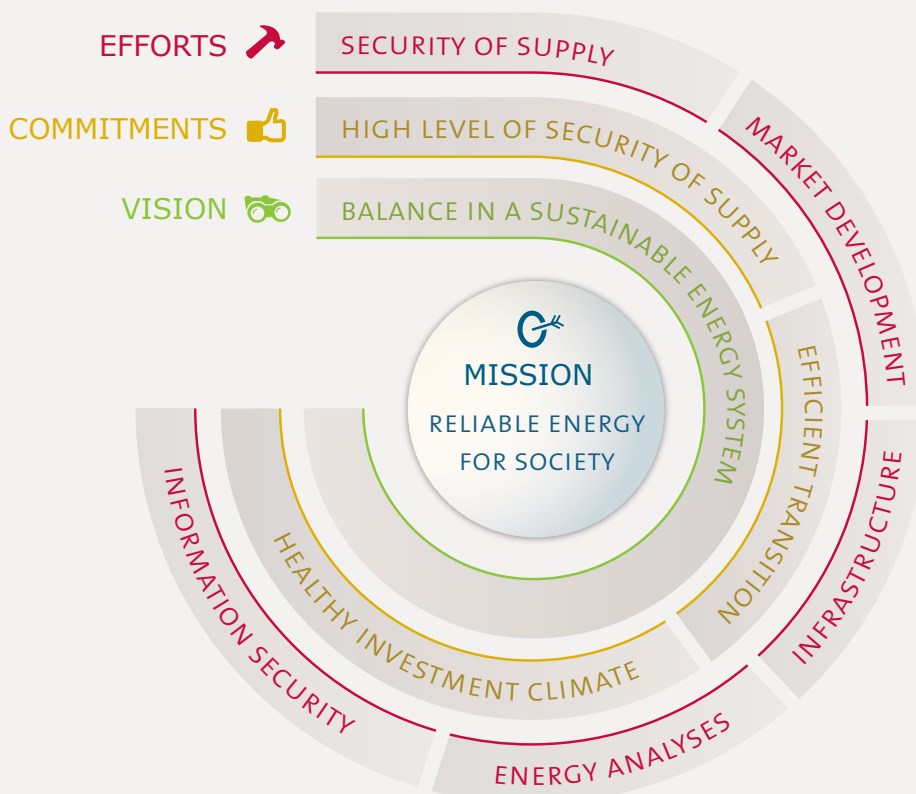 EFFORTS
SECURITY OF SUPPLY
MARKET DEVELOPMENT
INFRASTRUCTURE
ENERGY ANALYSES
INFORMATION SECURITY
COMMITMENTS
HIGH LEVEL OF SECURITY OF SUPPLY
EFFICIENT TRANSITION
HEALTHY INVESTMENT CLIMATE
VISION
BALANCE IN A SUSTAINABLE ENERGY SYSTEM
MISSION
RELIABLE ENERGY
FOR SOCIETY